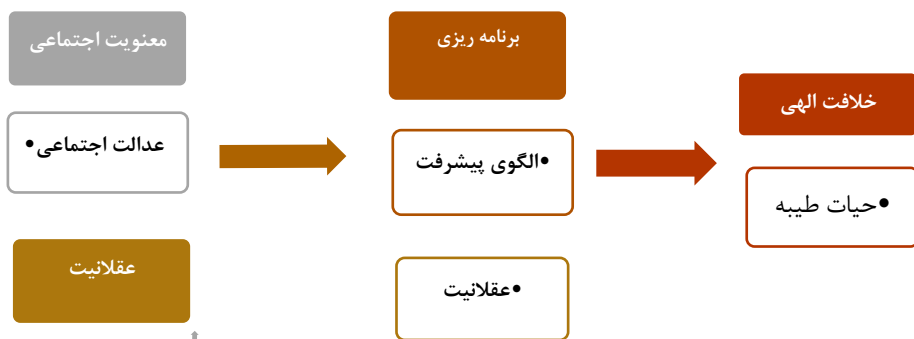 معنویت اجتماعی
عدالت اجتماعی•
عقلانیت
برنامه ریزی
•الگوی پیشرفت
•عقلانیت
خلافت الهی
•حیات طیبه